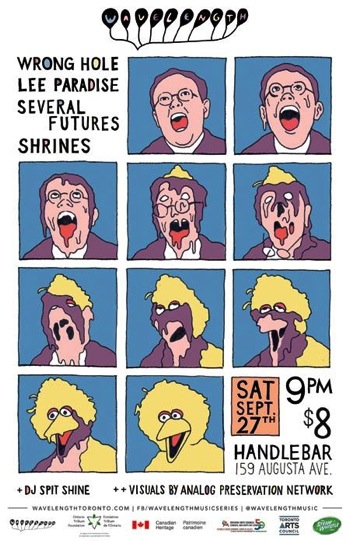 WAVELENGTH
WRONG HOLE
LEE PARADISE
SEVERAL
FUTURES
SHRINES
SAT
SEPT.
27TH
9PM
$8
HANDLEBAR
159 AUGUSTA AVE.
+ DJ SPIT SHINE ++ VISUALS BY ANALOG PRESERVATION NETWORK
WAVELENGTHTORONTO.COM | FB/WAVELENGTHMUSICSERIES | @WAVELENGTHMUSIC
Canadian
Heritage
Patrimoine
canadien
TORONTO
ARTS
COUNCIL